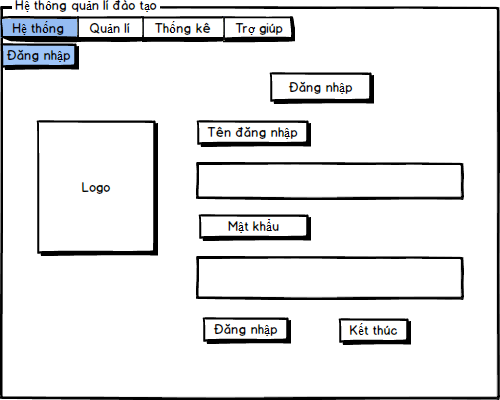 Hệ thống quản lí đảo tạo
Hệ thống Quản lí Thống kê Trợ giúp
Đăng nhập
Đăng nhập
Tên đăng nhập
Logo
Mật khẩu
Đăng nhập Kết thúc